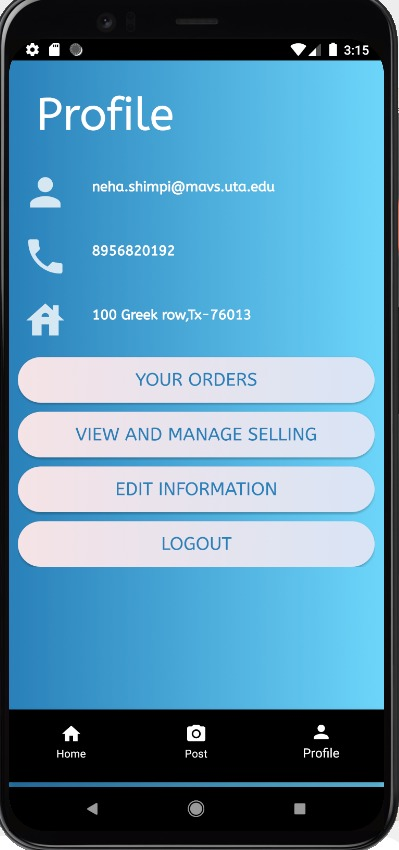 3:15
Profile
neha.shimpi@mavs.uta.edu
8956820192
100 Greek row,Tx-76013
YOUR ORDERS
VIEW AND MANAGE SELLING
EDIT INFORMATION
LOGOUT
Home Post Profile